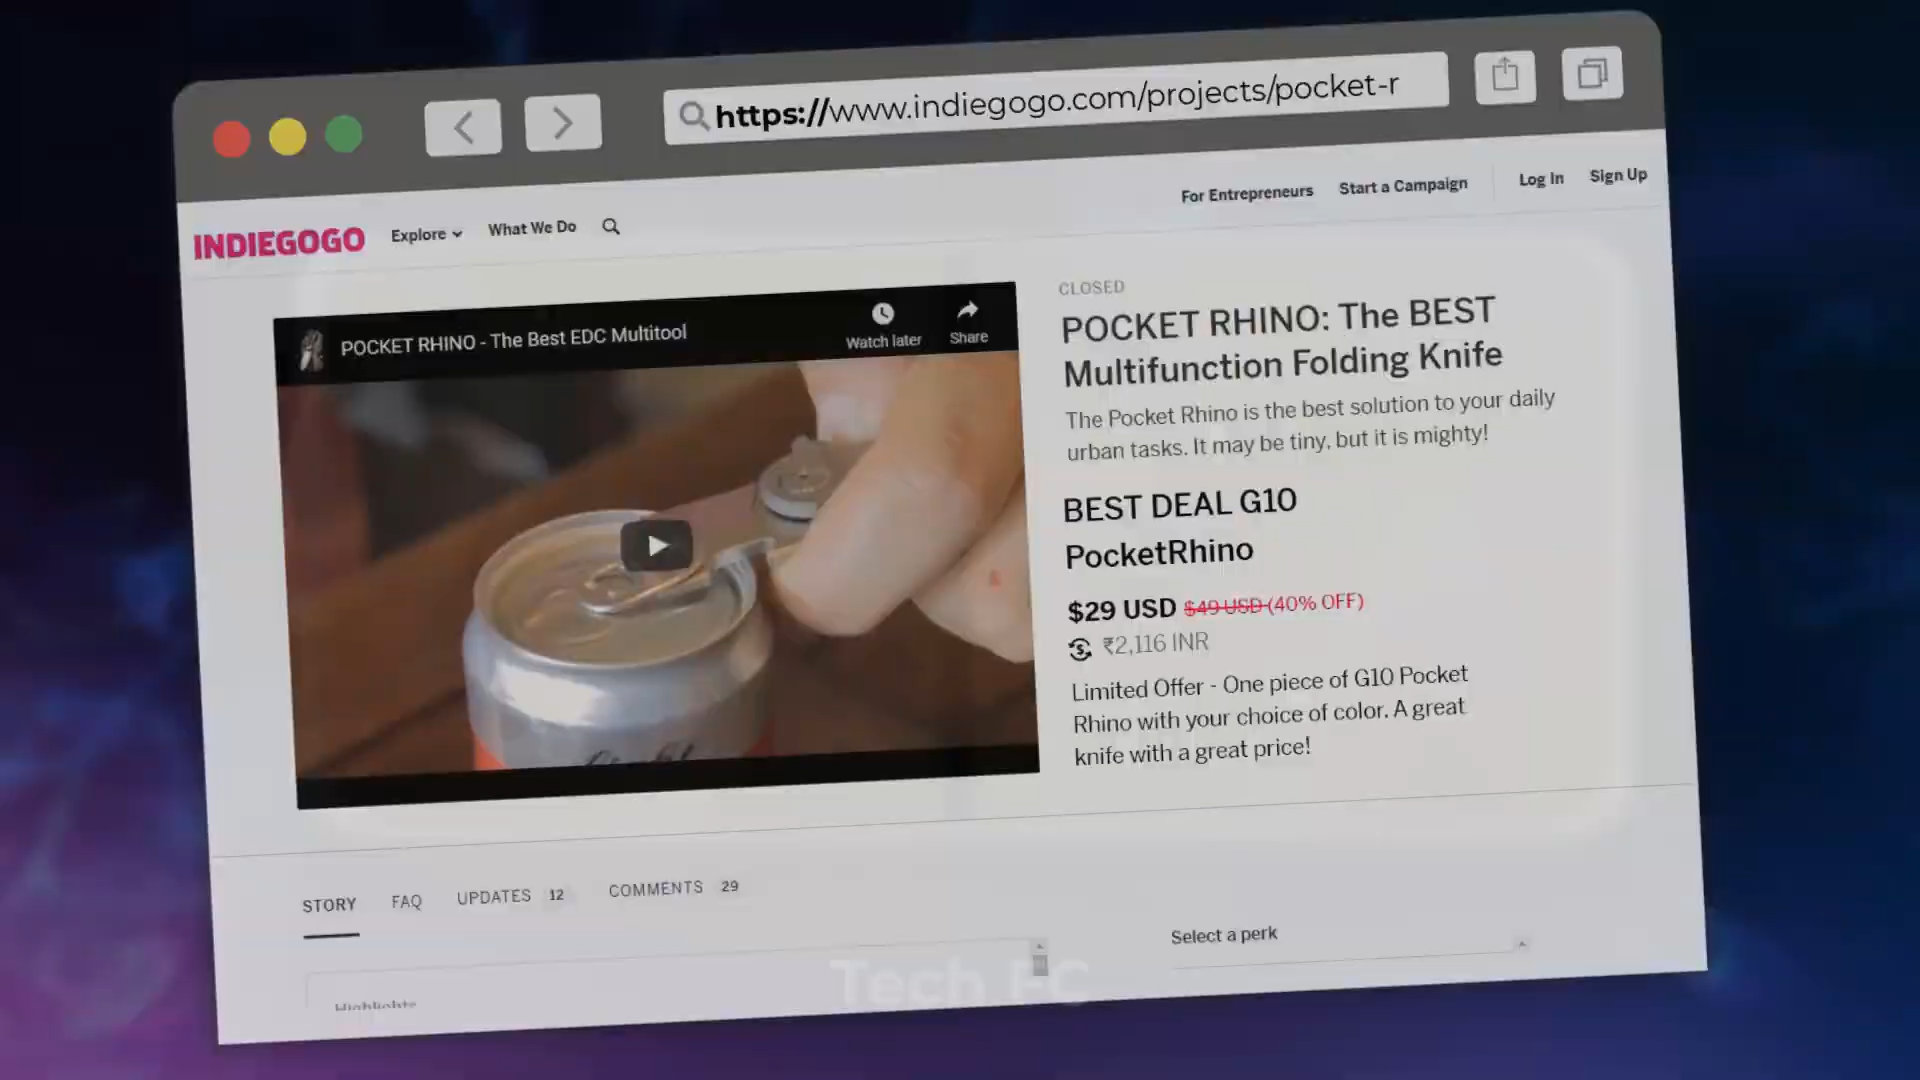 https://www.indiegogo.com/projects/pocket-r
For Entrepreneurs
Start a Campaign
Log In
Sign Up
INDIEGOGO
Explore
What We Do
POCKET RHINO - The Best EDC Multitool
Watch later
Share
CLOSED
POCKET RHINO: The BEST
Multifunction Folding Knife
The Pocket Rhino is the best solution to your daily
urban tasks. It may be tiny, but it is mighty!
BEST DEAL G10
PocketRhino
$29 USD $49 USD (40% OFF)
₹2,116 INR
Limited Offer - One piece of G10 Pocket
Rhino with your choice of color. A great
knife with a great price!
STORY
FAQ
UPDATES 12
COMMENTS 29
Select a perk
Highlights
Tech FC